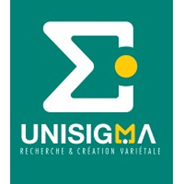 UNISIGMA
RECHERCHE & CRÉATION VARIÉTALE